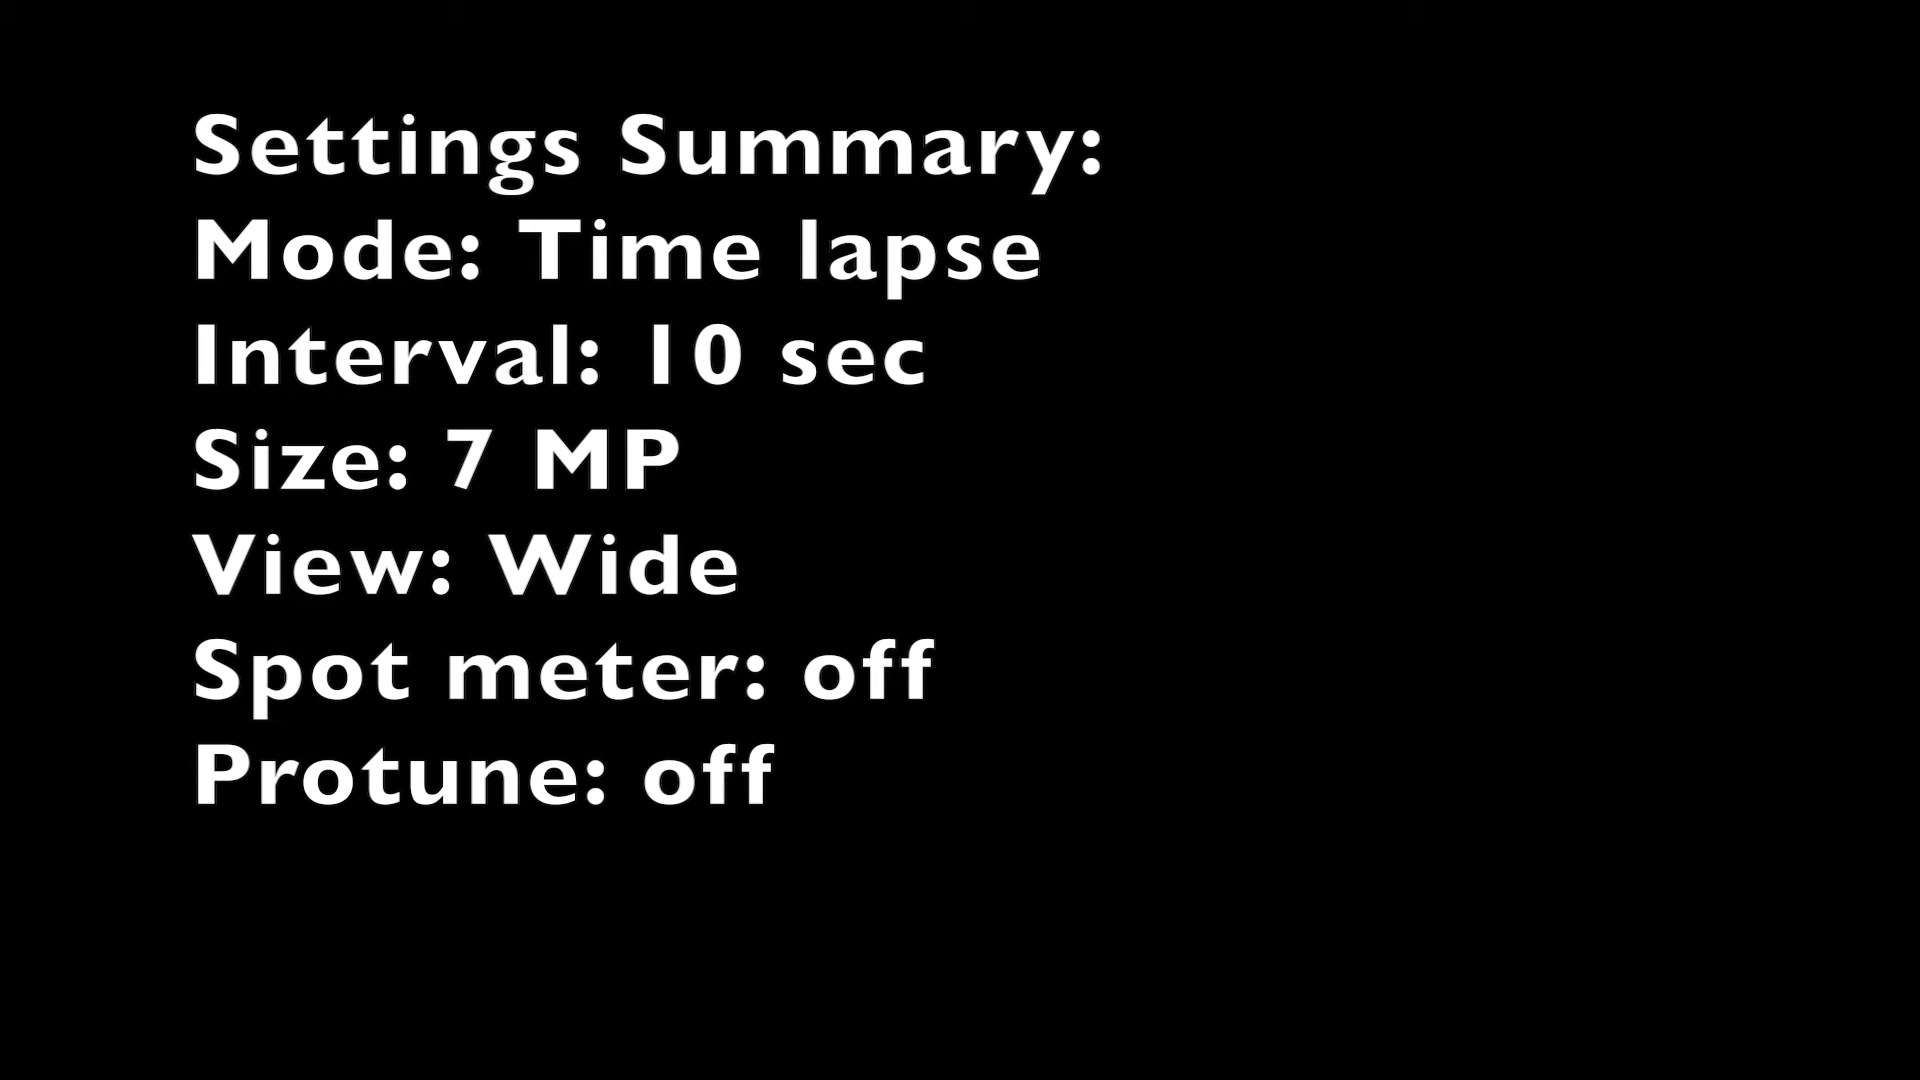 Settings Summary:
Mode: Time lapse
Interval: 10 sec
Size: 7 MP
View: Wide
Spot meter: off
Protune: off